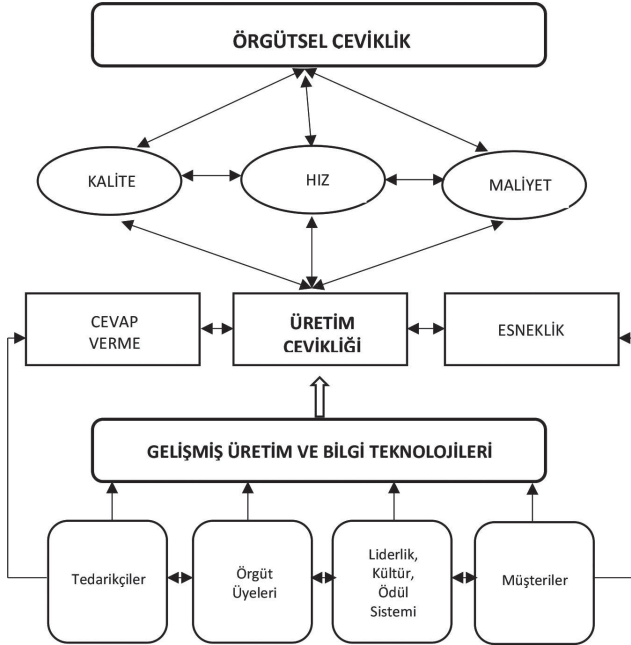 ÖRGÜTSEL ÇEVİKLİK
KALİTE
HIZ
MALİYET
CEVAP
VERME
ÜRETİM
ÇEVİKLİĞİ
ESNEKLİK
GELİŞMİŞ ÜRETİM VE BİLGİ TEKNOLOJİLERİ
Tedarikçiler
Örgüt
Üyeleri
Liderlik,
Kültür,
Ödül
Sistemi
Müşteriler